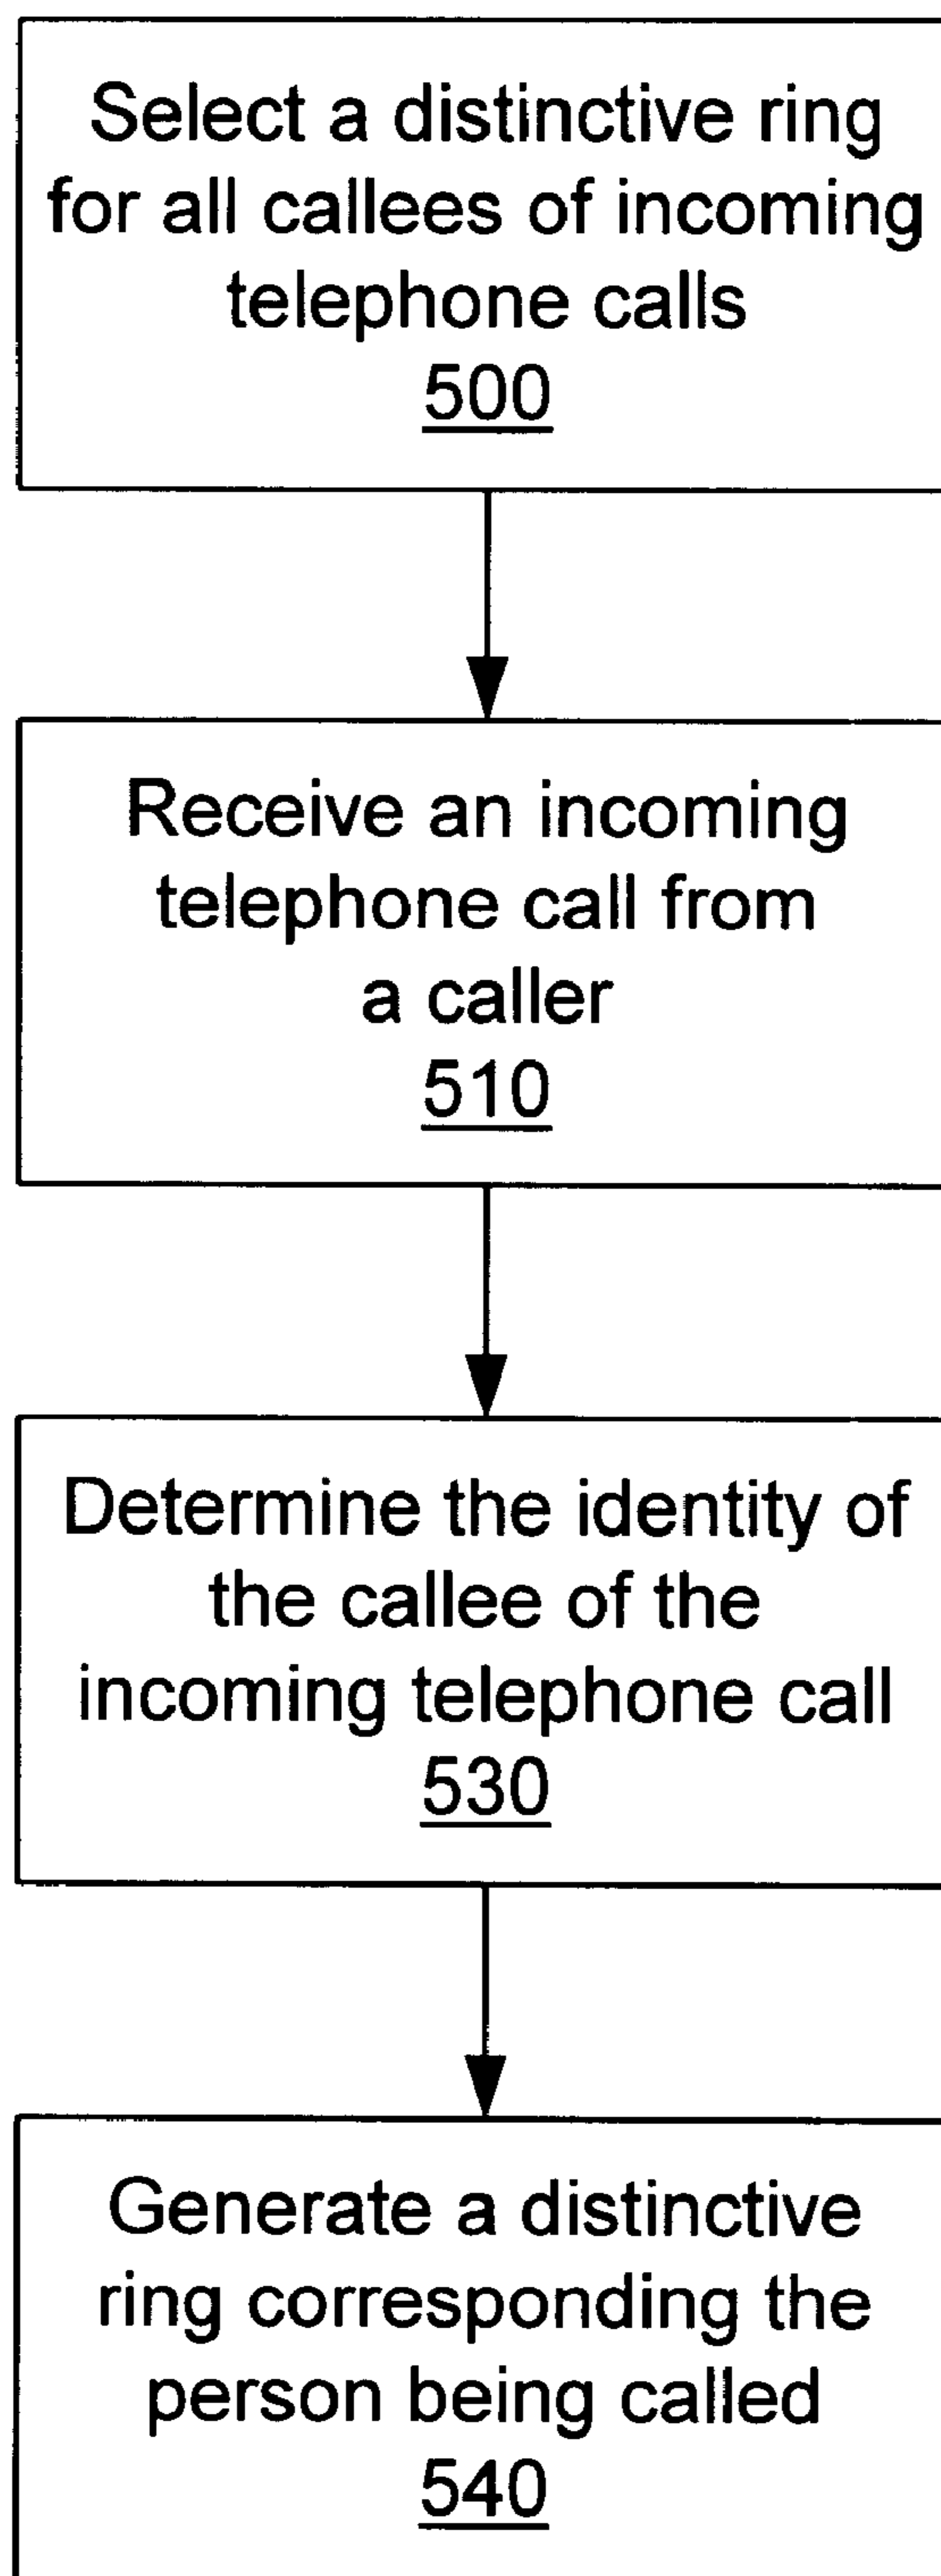 Select a distinctive ring
for all callees of incoming
telephone calls
500
Receive an incoming
telephone call from
a caller
510
Determine the identity of
the callee of the
incoming telephone call
530
Generate a distinctive
ring corresponding the
person being called
540